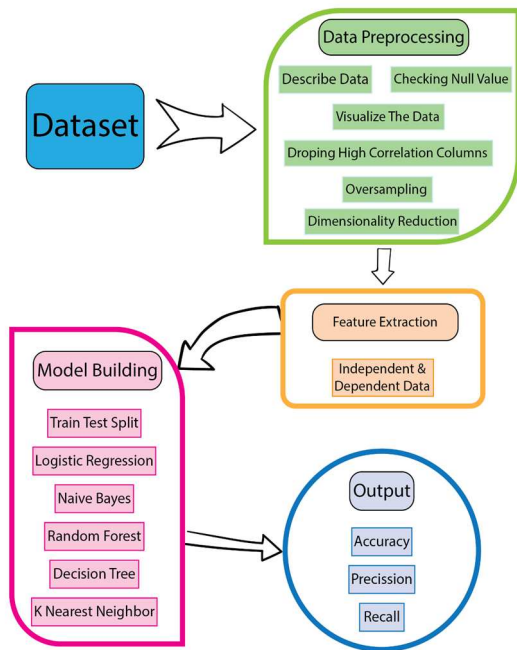 Dataset
Data Preprocessing
Describe Data
Checking Null Value
Visualize The Data
Droping High Correlation Columns
Oversampling
Dimensionality Reduction
Feature Extraction
Independent &
Dependent Data
Model Building
Train Test Split
Logistic Regression
Naive Bayes
Random Forest
Decision Tree
K Nearest Neighbor
Output
Accuracy
Precission
Recall